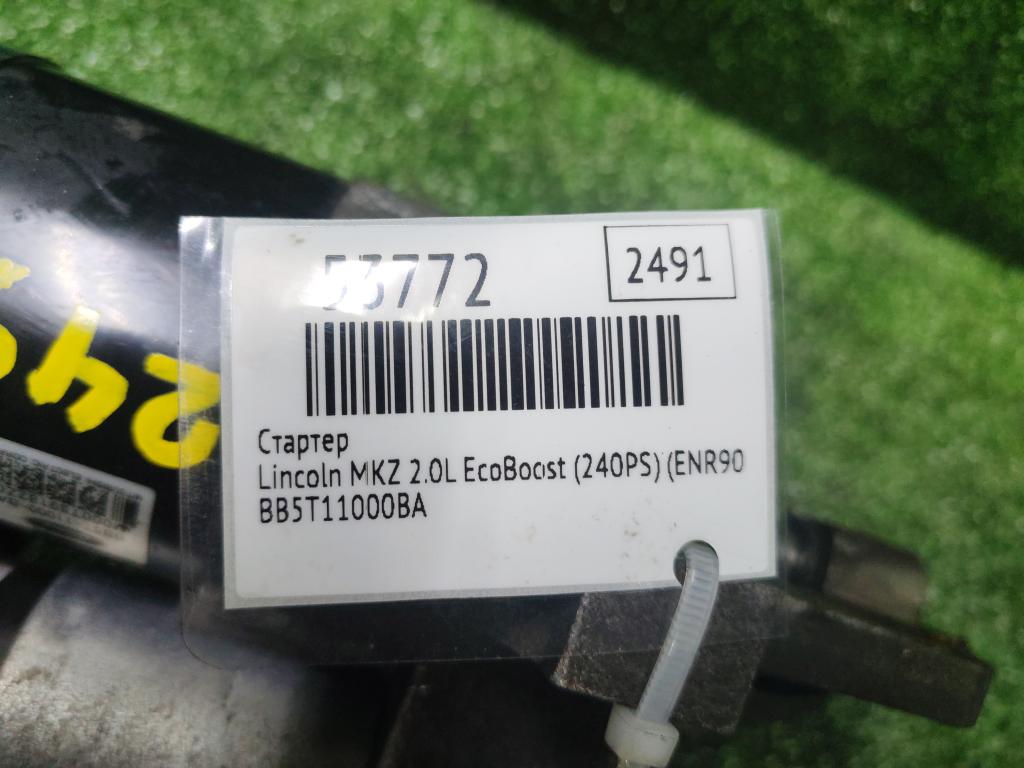 53772
2491
Стартер
Lincoln MKZ 2.0L EcoBoost (240PS) (ENR90
BB5T11000BA